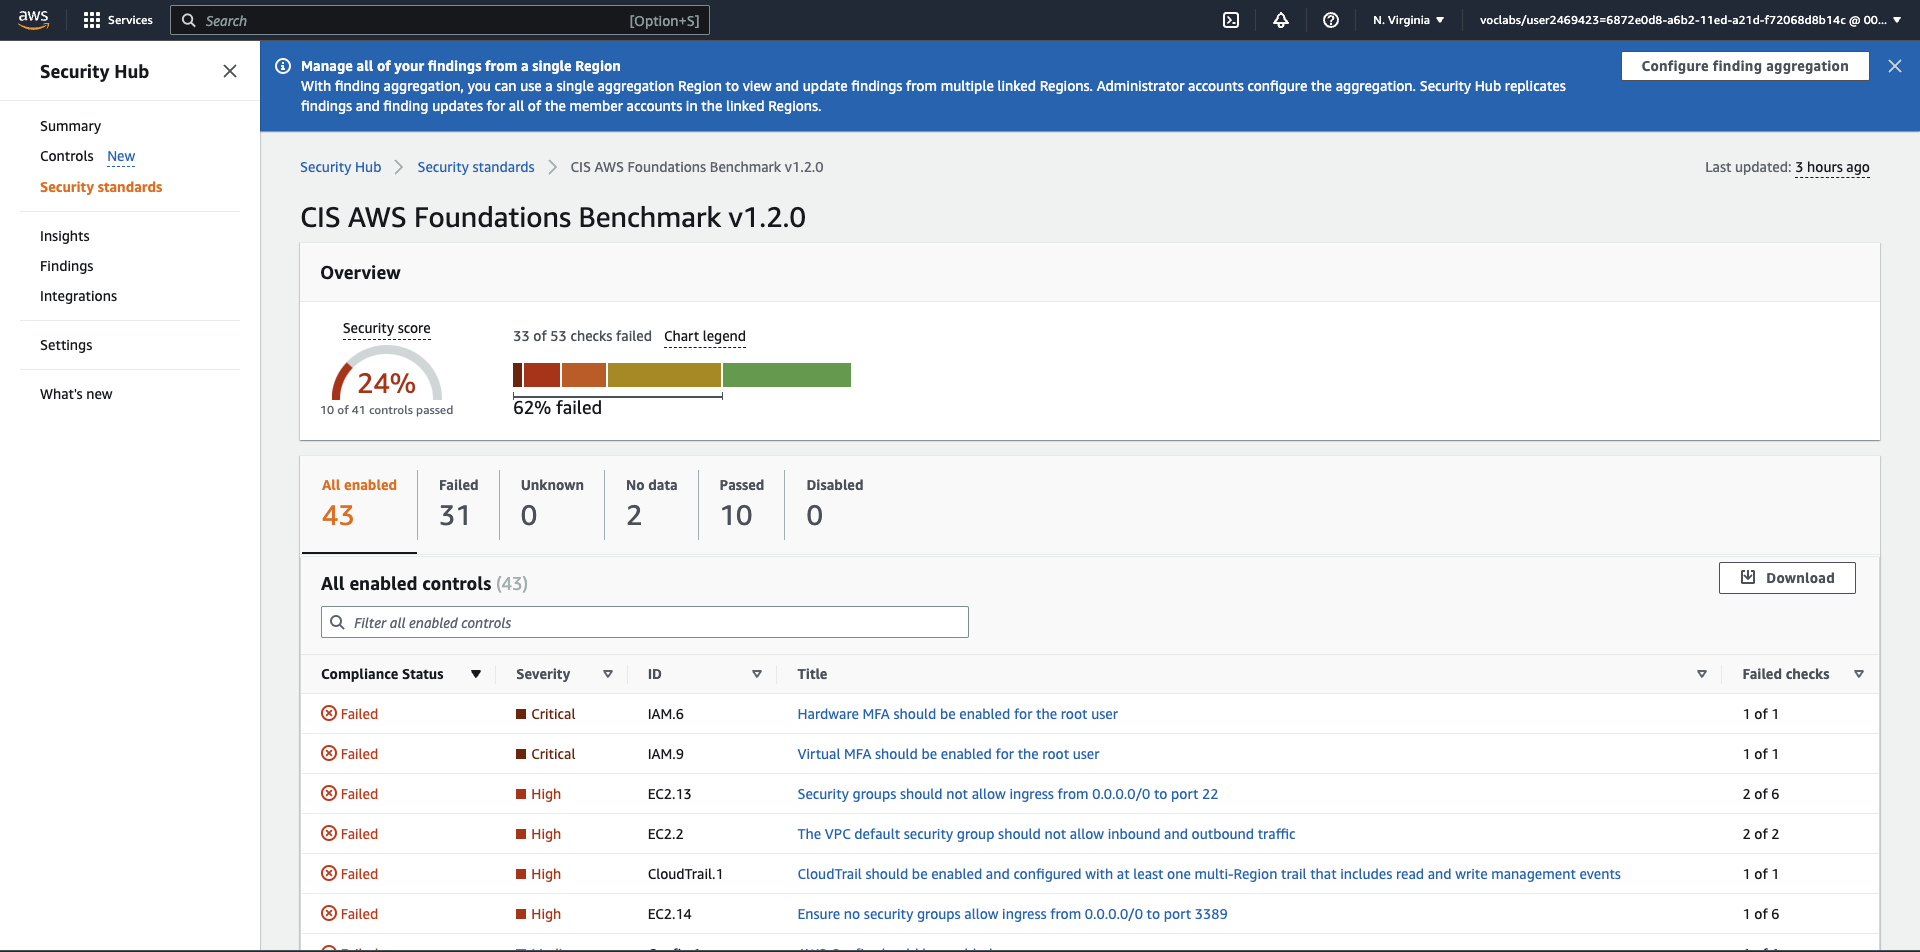 aws
Services
Search
[Option+S]
N. Virginia
voclabs/user2469423=6872e0d8-a6b2-11ed-a21d-f72068d8b14c @ 00...
Security Hub
Summary
Controls New
Security standards
Insights
Findings
Integrations
Settings
What's new
Manage all of your findings from a single Region
With finding aggregation, you can use a single aggregation Region to view and update findings from multiple linked Regions. Administrator accounts configure the aggregation. Security Hub replicates
findings and finding updates for all of the member accounts in the linked Regions.
Configure finding aggregation
Security Hub Security standards CIS AWS Foundations Benchmark v1.2.0
Last updated: 3 hours ago
CIS AWS Foundations Benchmark v1.2.0
Overview
Security score
24%
10 of 41 controls passed
33 of 53 checks failed Chart legend
62% failed
All enabled Failed Unknown No data Passed Disabled
43 31 0 2 10 0
All enabled controls (43)
Download
Filter all enabled controls
Compliance Status Severity ID Title Failed checks
Failed Critical IAM.6 Hardware MFA should be enabled for the root user 1 of 1
Failed Critical IAM.9 Virtual MFA should be enabled for the root user 1 of 1
Failed High EC2.13 Security groups should not allow ingress from 0.0.0.0/0 to port 22 2 of 6
Failed High EC2.2 The VPC default security group should not allow inbound and outbound traffic 2 of 2
Failed High CloudTrail.1 CloudTrail should be enabled and configured with at least one multi-Region trail that includes read and write management events 1 of 1
Failed High EC2.14 Ensure no security groups allow ingress from 0.0.0.0/0 to port 3389 1 of 6